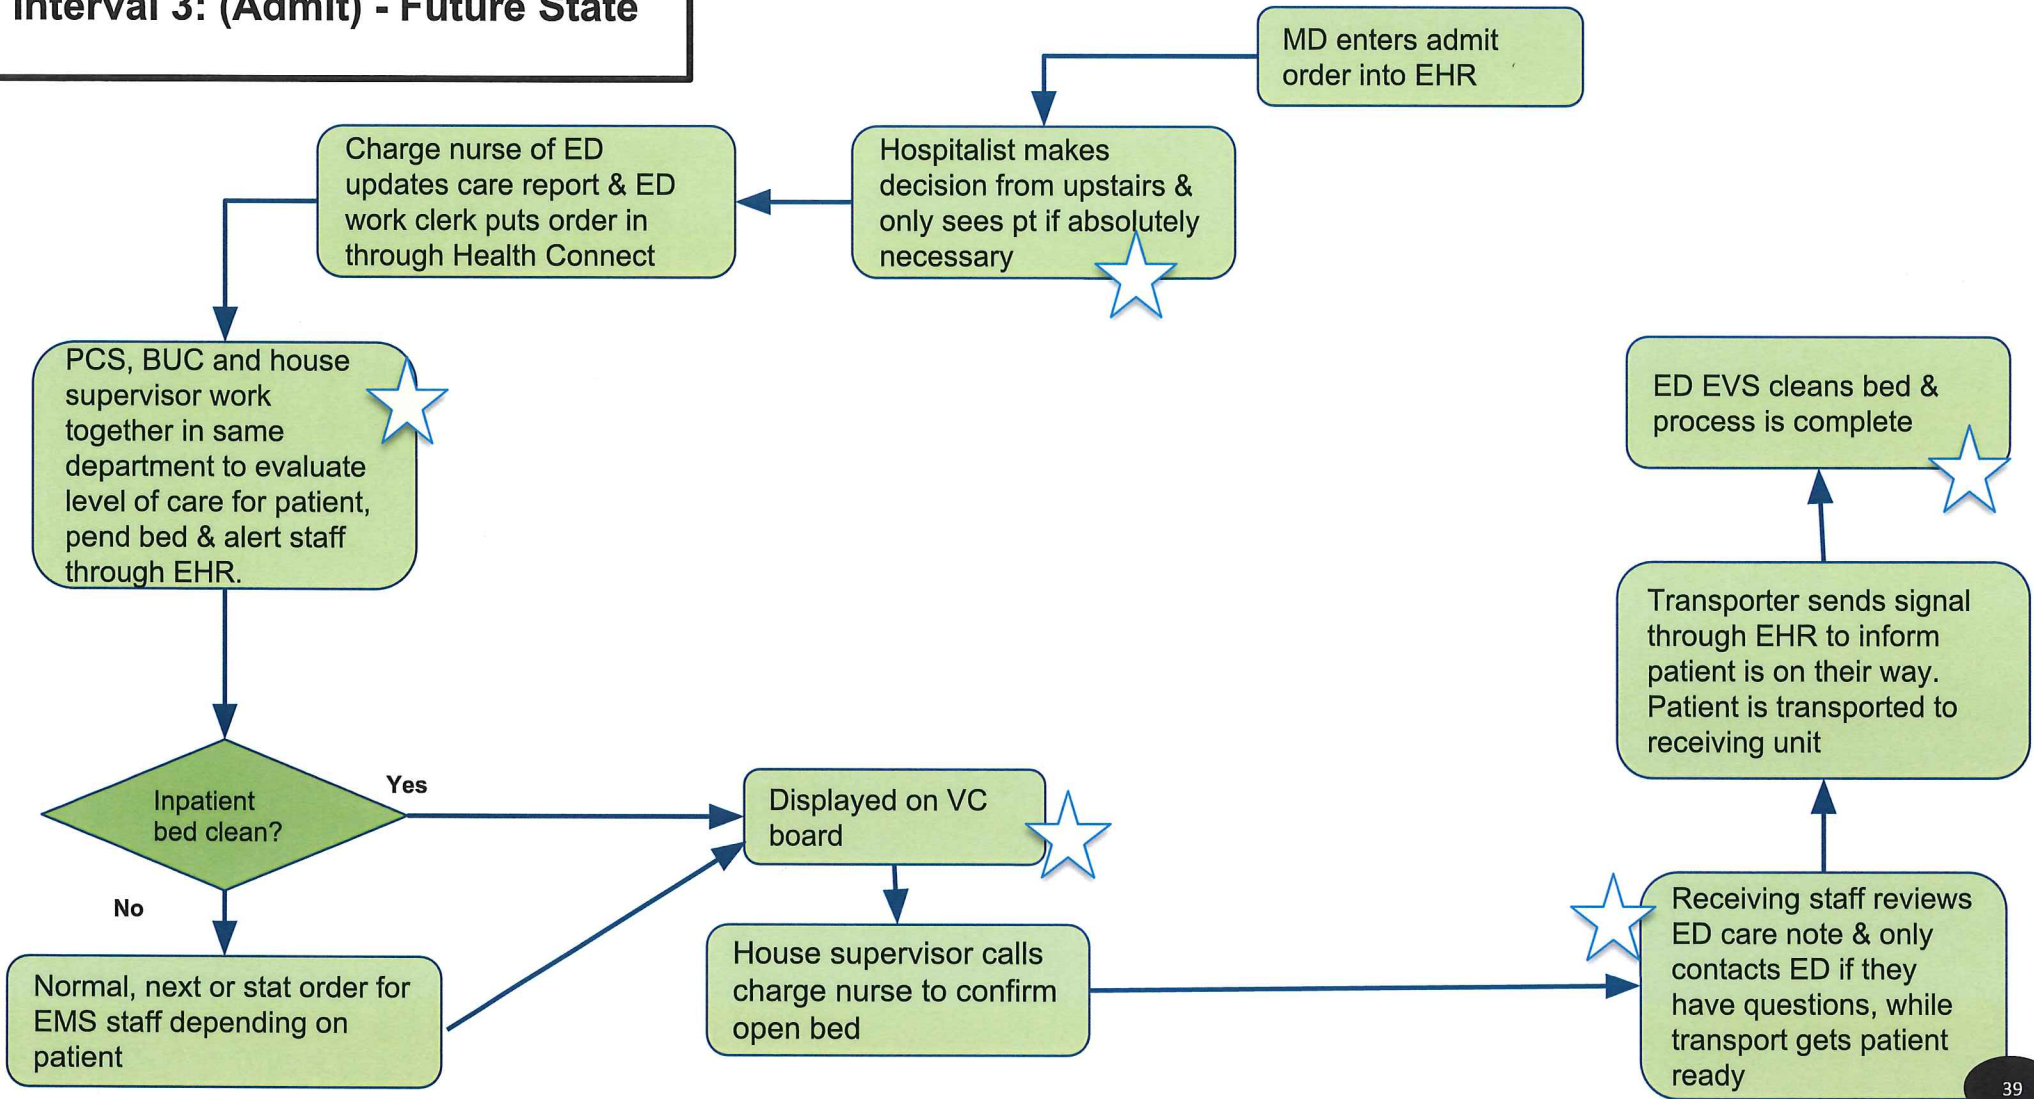 Interval 3: (Admit) - Future State
MD enters admit
order into EHR
Hospitalist makes
decision from upstairs &
only sees pt if absolutely
necessary
Charge nurse of ED
updates care report & ED
work clerk puts order in
through Health Connect
PCS, BUC and house
supervisor work
together in same
department to evaluate
level of care for patient,
pend bed & alert staff
through EHR.
Inpatient
bed clean?
Yes
No
Normal, next or stat order for
EMS staff depending on
patient
Displayed on VC
board
House supervisor calls
charge nurse to confirm
open bed
Receiving staff reviews
ED care note & only
contacts ED if they
have questions, while
transport gets patient
ready
Transporter sends signal
through EHR to inform
patient is on their way.
Patient is transported to
receiving unit
ED EVS cleans bed &
process is complete
39